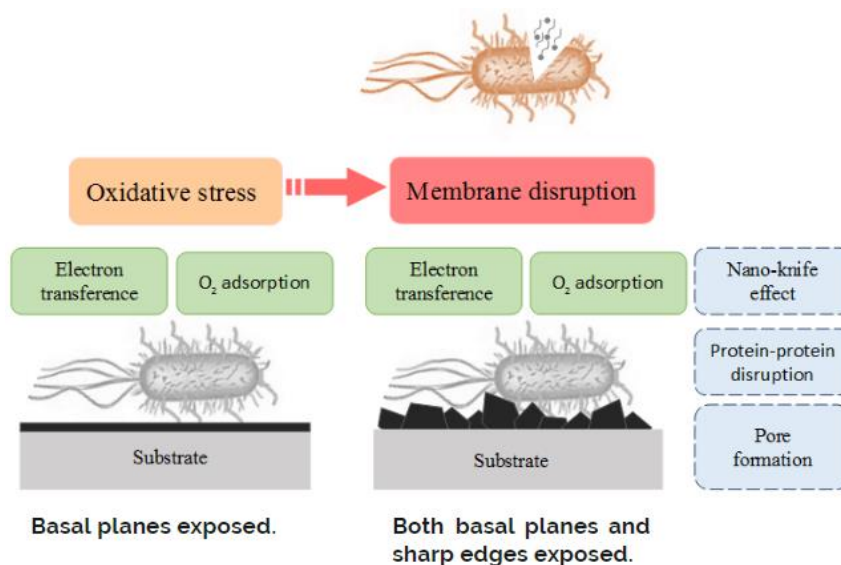 Oxidative stress
Membrane disruption
Electron
transference
O₂ adsorption
Electron
transference
O₂ adsorption
Nano-knife
effect
Protein-protein
disruption
Pore
formation
Substrate
Substrate
Basal planes exposed.
Both basal planes and
sharp edges exposed.